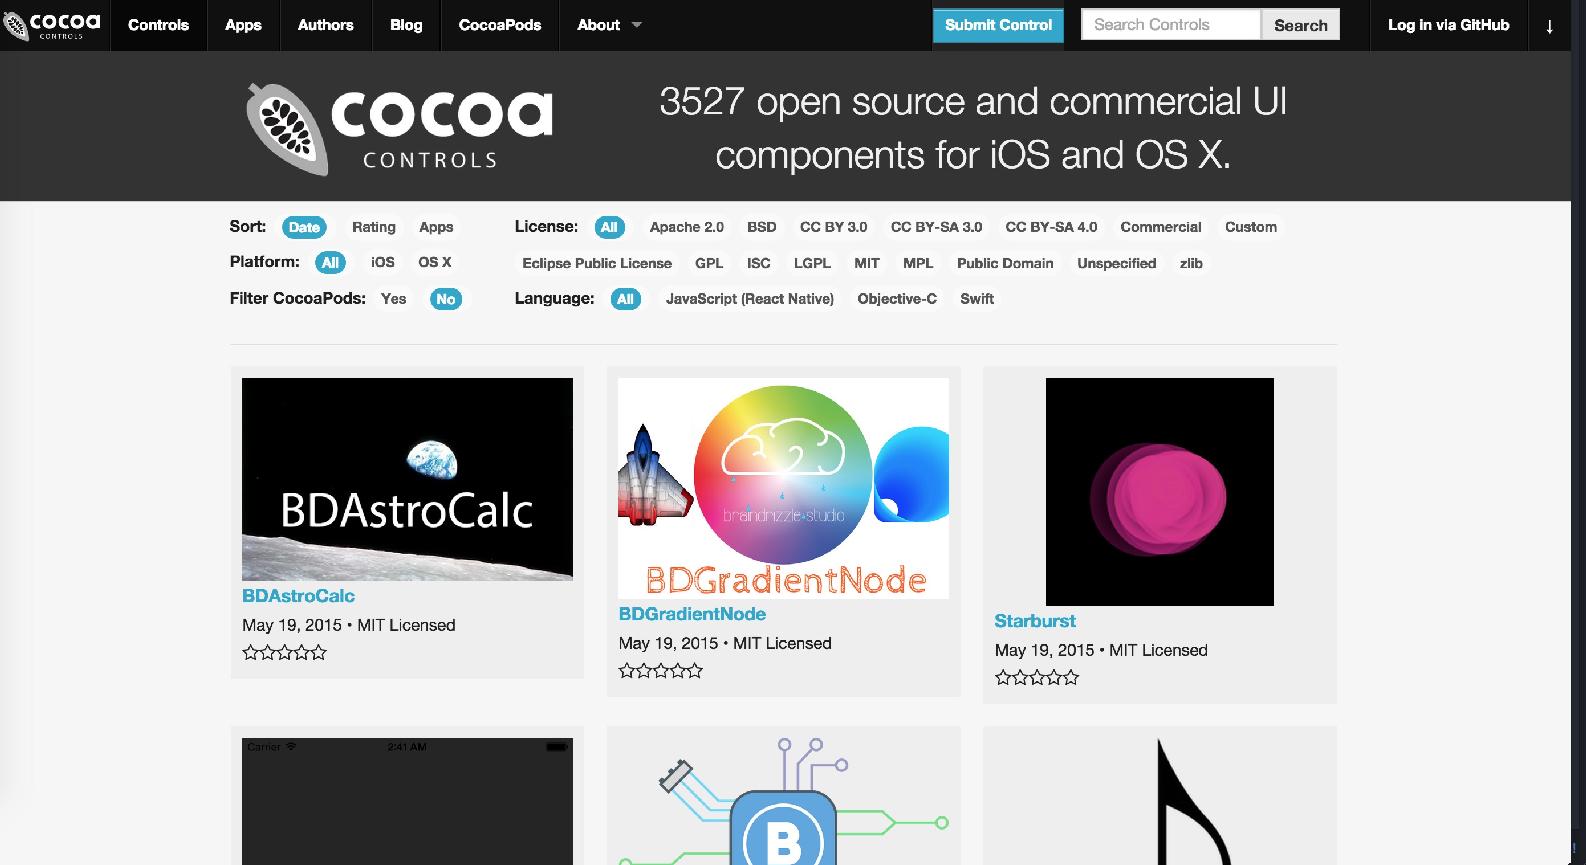 cocoa
CONTROLS
Controls
Apps
Authors
Blog
CocoaPods
About
Submit Control
Search Controls
Search
Log in via GitHub
↓
cocoa
CONTROLS
3527 open source and commercial UI
components for iOS and OS X.
Sort: Date Rating Apps
Platform: All iOS OS X
Filter CocoaPods: Yes No
License: All Apache 2.0 BSD CC BY 3.0 CC BY-SA 3.0 CC BY-SA 4.0 Commercial Custom
Eclipse Public License GPL ISC LGPL MIT MPL Public Domain Unspecified zlib
Language: All JavaScript (React Native) Objective-C Swift
BDAstroCalc
BDAstroCalc
May 19, 2015 • MIT Licensed
braindrizzle studio
BDGradientNode
BDGradientNode
May 19, 2015 • MIT Licensed
Starburst
May 19, 2015 • MIT Licensed
Carrier 2:41 AM
B